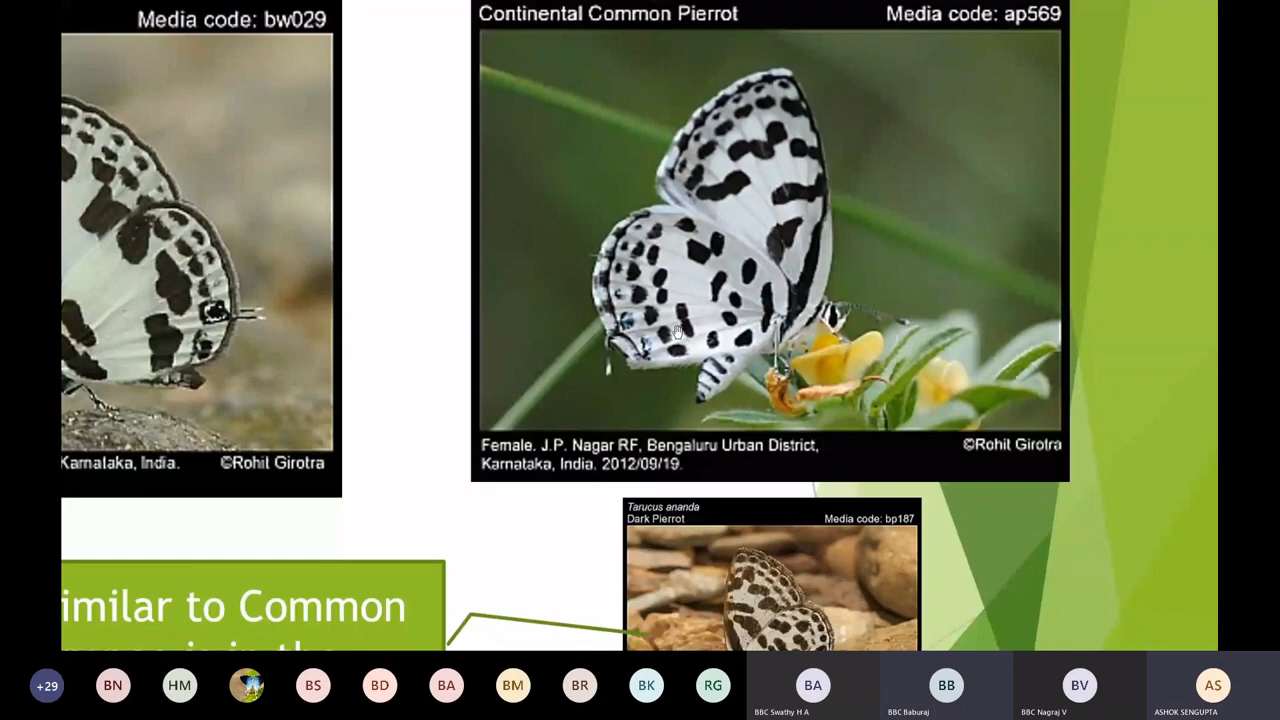 Media code: bw029
Karnataka, India. ©Rohit Girotra
Continental Common Pierrot Media code: ap569
Female. J.P. Nagar RF, Bengaluru Urban District, ©Rohit Girotra
Karnataka, India. 2012/09/19.
Tarucus ananda
Dark Pierrot Media code: bp187
imilar to Common
+29 BN HM BS BD BA BM BR BK RG BA BB BV AS
BBC Swathy H A BBC Baburaj BBC Nagraj V ASHOK SENGUPTA